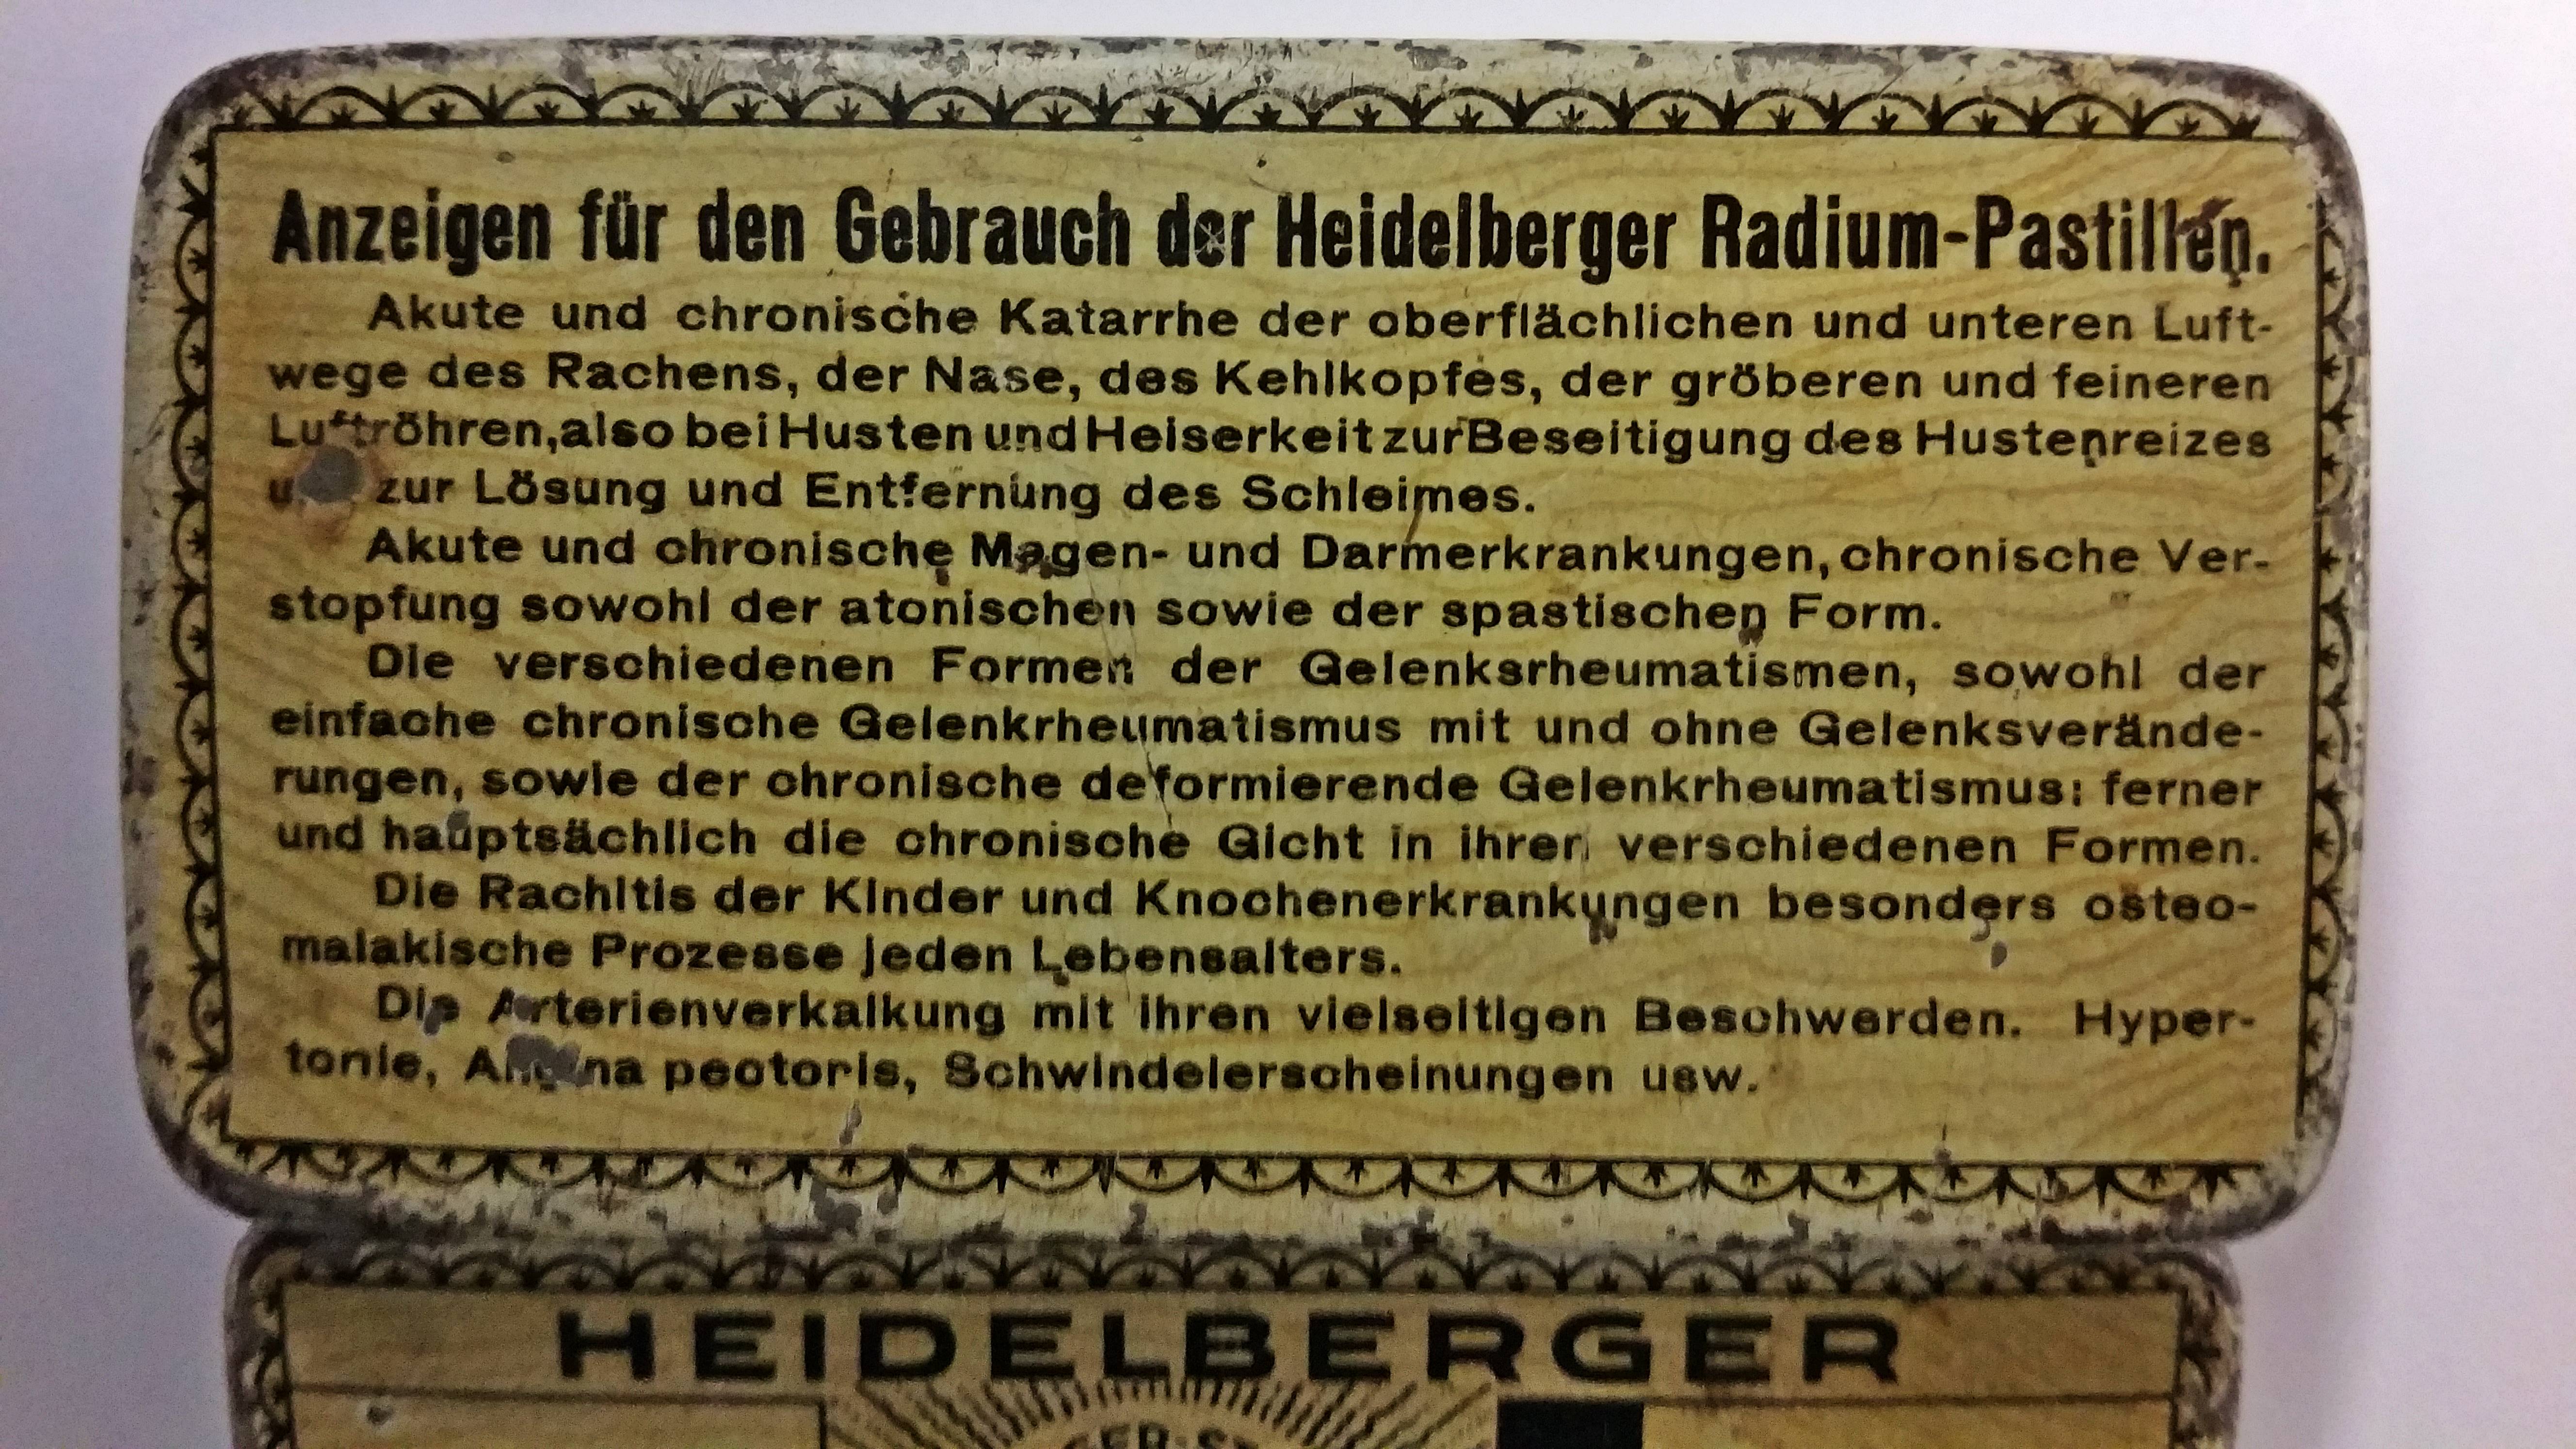 Anzeigen für den Gebrauch der Heidelberger Radium-Pastillen.
Akute und chronische Katarrhe der oberflächlichen und unteren Luft-
wege des Rachens, der Nase, des Kehlkopfes, der gröberen und feineren
Luftröhren, also bei Husten und Heiserkeit zur Beseitigung des Hustenreizes
zur Lösung und Entfernung des Schleimes.
Akute und chronische Magen- und Darmerkrankungen, chronische Ver-
stopfung sowohl der atonischen sowie der spastischen Form.
Die verschiedenen Formen der Gelenksrheumatismen, sowohl der
einfache chronische Gelenkrheumatismus mit und ohne Gelenksverände-
rungen, sowie der chronische deformierende Gelenkrheumatismus; ferner
und hauptsächlich die chronische Gicht in ihren verschiedenen Formen.
Die Rachitis der Kinder und Knochenerkrankungen besonders osteo-
malakische Prozesse jeden Lebensalters.
Die Arterienverkalkung mit ihren vielseitigen Beschwerden. Hyper-
tonie, Angina pectoris, Schwindelerscheinungen usw.
HEIDELBERGER